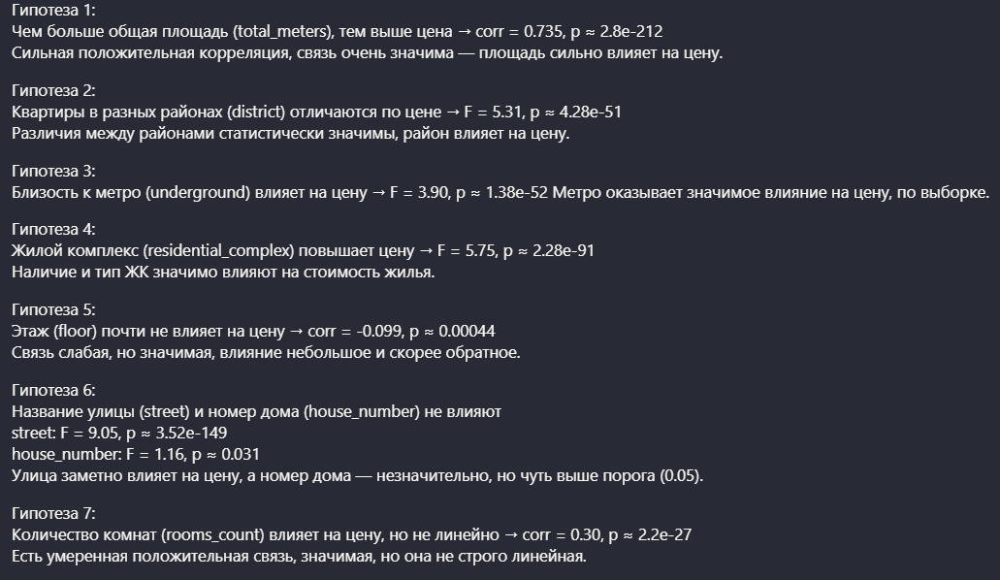 Гипотеза 1:
Чем больше общая площадь (total_meters), тем выше цена → corr = 0.735, p ≈ 2.8e-212
Сильная положительная корреляция, связь очень значима — площадь сильно влияет на цену.
Гипотеза 2:
Квартиры в разных районах (district) отличаются по цене → F = 5.31, p ≈ 4.28e-51
Различия между районами статистически значимы, район влияет на цену.
Гипотеза 3:
Близость к метро (underground) влияет на цену → F = 3.90, p ≈ 1.38e-52 Метро оказывает значимое влияние на цену, по выборке.
Гипотеза 4:
Жилой комплекс (residential_complex) повышает цену → F = 5.75, p ≈ 2.28e-91
Наличие и тип ЖК значимо влияют на стоимость жилья.
Гипотеза 5:
Этаж (floor) почти не влияет на цену → corr = -0.099, p ≈ 0.00044
Связь слабая, но значимая, влияние небольшое и скорее обратное.
Гипотеза 6:
Название улицы (street) и номер дома (house_number) не влияют
street: F = 9.05, p ≈ 3.52e-149
house_number: F = 1.16, p ≈ 0.031
Улица заметно влияет на цену, а номер дома — незначительно, но чуть выше порога (0.05).
Гипотеза 7:
Количество комнат (rooms_count) влияет на цену, но не линейно → corr = 0.30, p ≈ 2.2e-27
Есть умеренная положительная связь, значимая, но она не строго линейная.